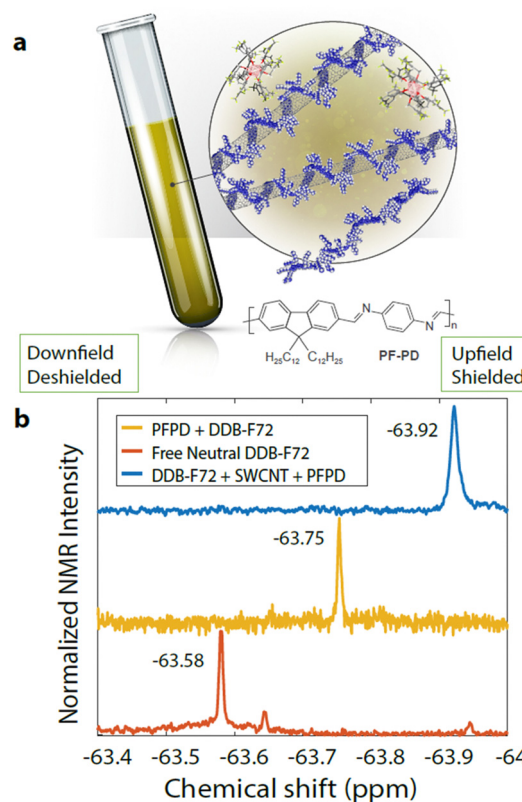 a
N
N
n
H25C12 C12H25 PF-PD
Downfield
Deshielded
Upfield
Shielded
b
PFPD + DDB-F72
Free Neutral DDB-F72
DDB-F72 + SWCNT + PFPD
-63.92
-63.75
-63.58
Normalized NMR Intensity
-63.4 -63.5 -63.6 -63.7 -63.8 -63.9 -64
Chemical shift (ppm)